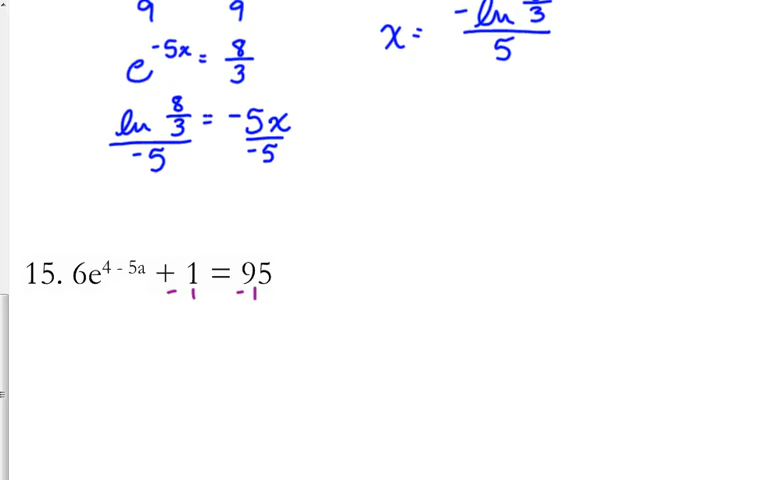 9 9
e^-5x = 8/3
ln 8/3 / -5 = -5x / -5
x = -ln 8/3 / 5
15. 6e^4 - 5a + 1 = 95
- 1 - 1